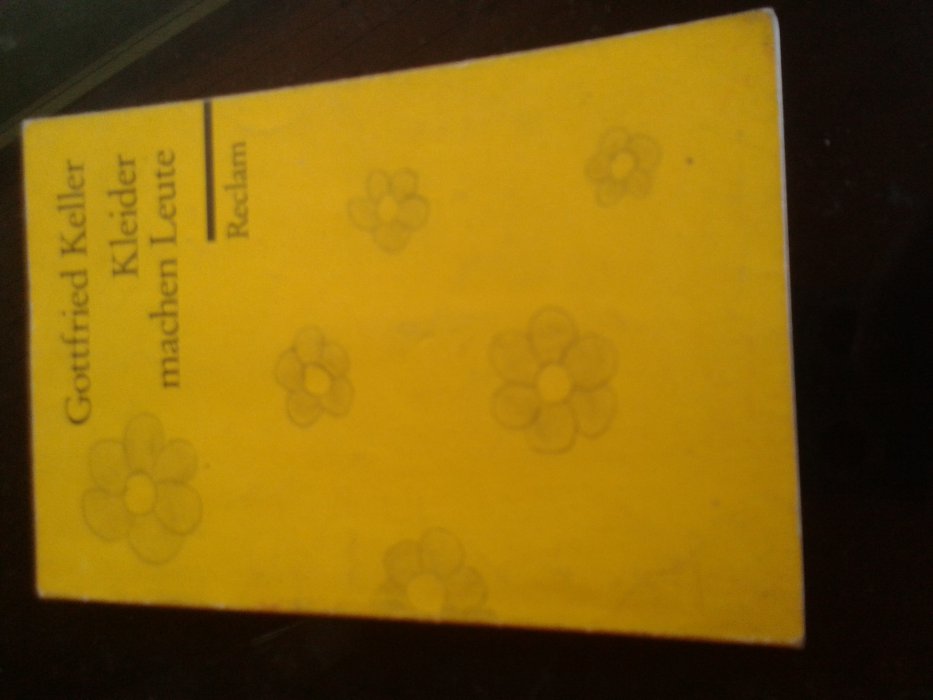 Gottfried Keller
Kleider
machen Leute
Reclam